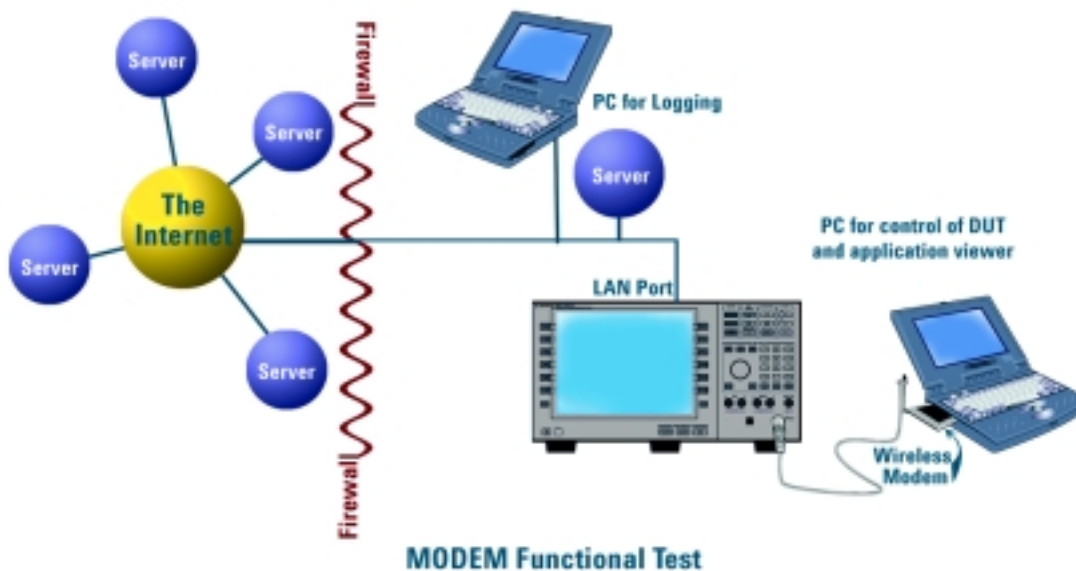 Server
Server
Server
Server
The
Internet
Firewall
Firewall
PC for Logging
Server
PC for control of DUT
and application viewer
LAN Port
Wireless
Modem
MODEM Functional Test